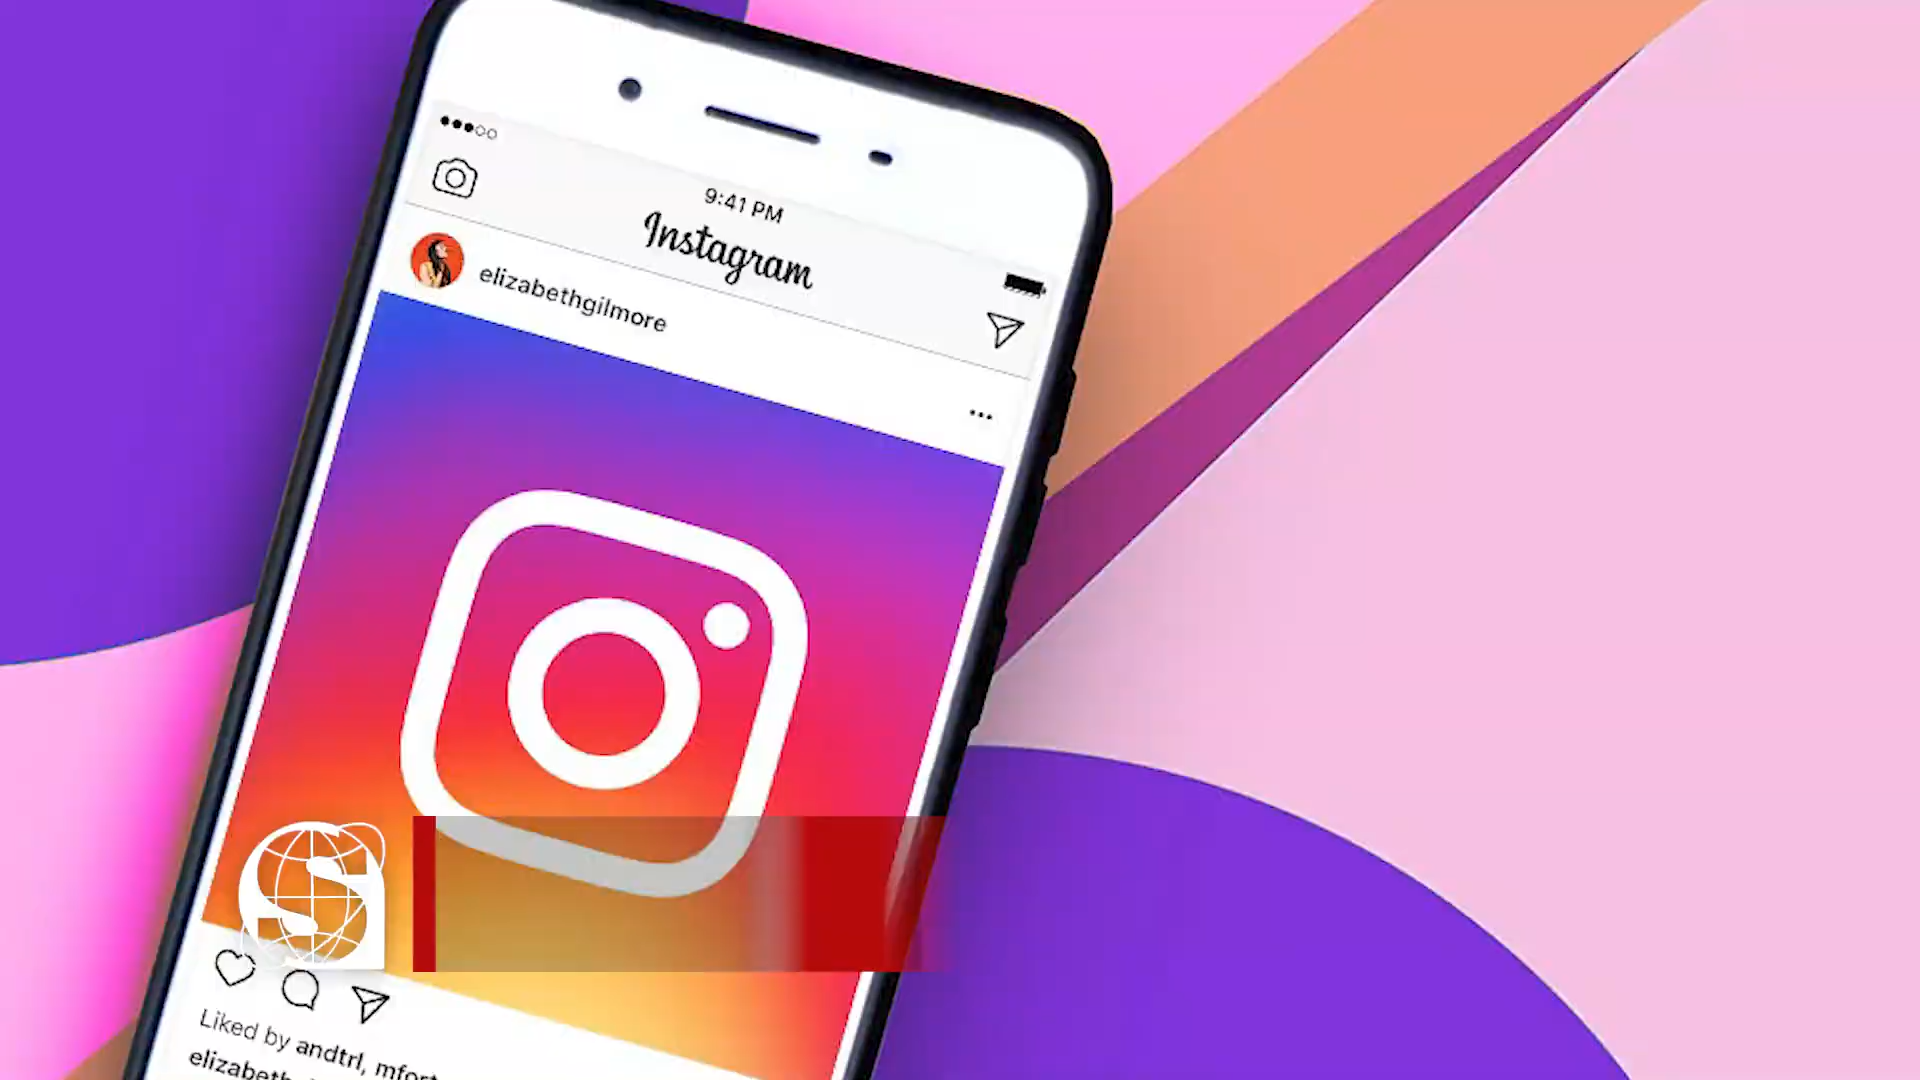 9:41 PM
Instagram
elizabethgilmore
Liked by andtrl,